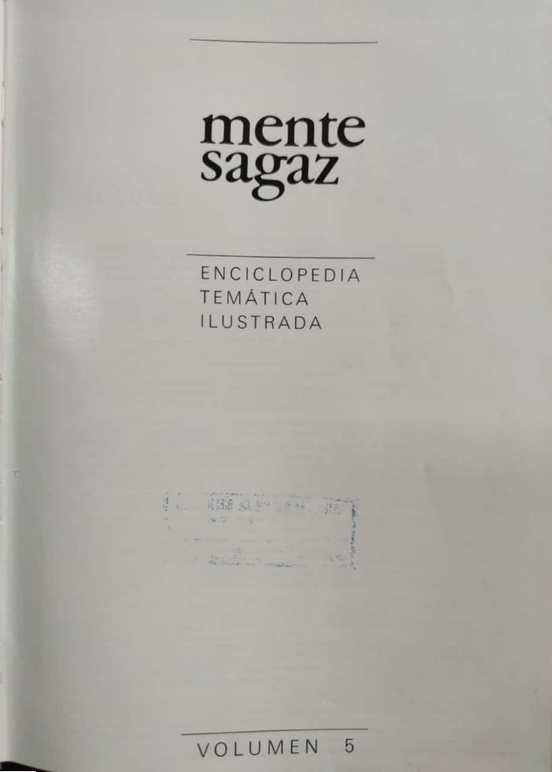 mente
sagaz
ENCICLOPEDIA
TEMÁTICA
ILUSTRADA
VOLUMEN 5